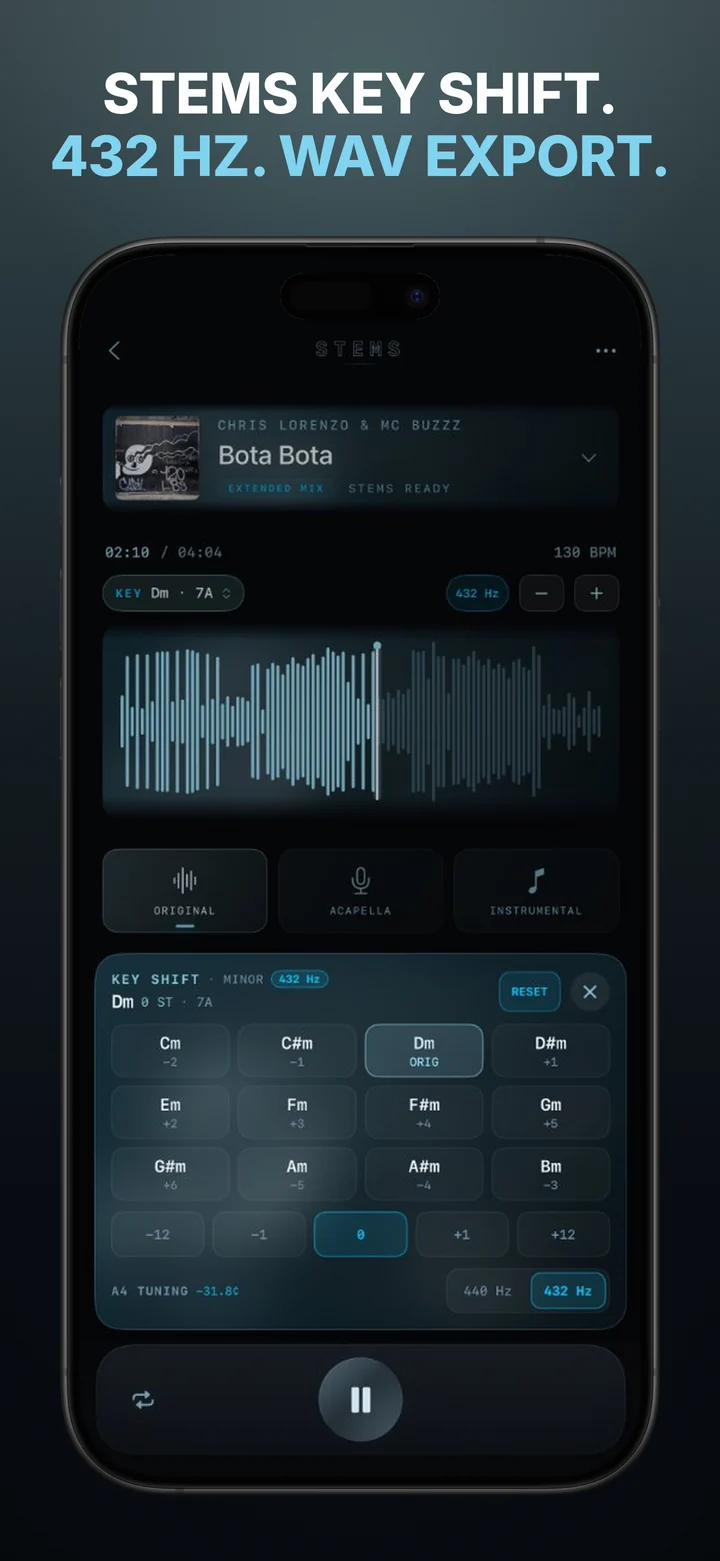 STEMS KEY SHIFT.
432 HZ. WAV EXPORT.
STEMS
CHRIS LORENZO & MC BUZZZ
Bota Bota
EXTENDED MIX STEMS READY
02:10 / 04:04 130 BPM
KEY Dm · 7A 432 Hz − +
ORIGINAL ACAPELLA INSTRUMENTAL
KEY SHIFT · MINOR 432 Hz RESET
Dm 0 ST · 7A
Cm C#m Dm D#m
−2 −1 ORIG +1
Em Fm F#m Gm
+2 +3 +4 +5
G#m Am A#m Bm
+6 −5 −4 −3
−12 −1 0 +1 +12
A4 TUNING −31.8¢ 440 Hz 432 Hz